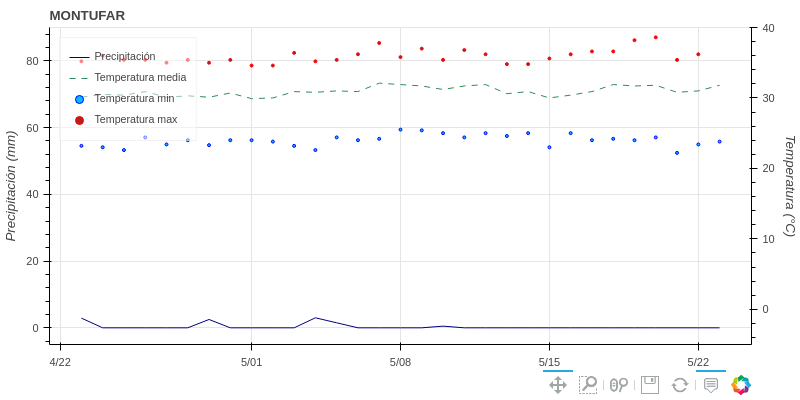 MONTUFAR
Precipitación
Temperatura media
Temperatura min
Temperatura max
Precipitación (mm)
80
60
40
20
0
Temperatura (°C)
40
30
20
10
0
4/22
5/01
5/08
5/15
5/22